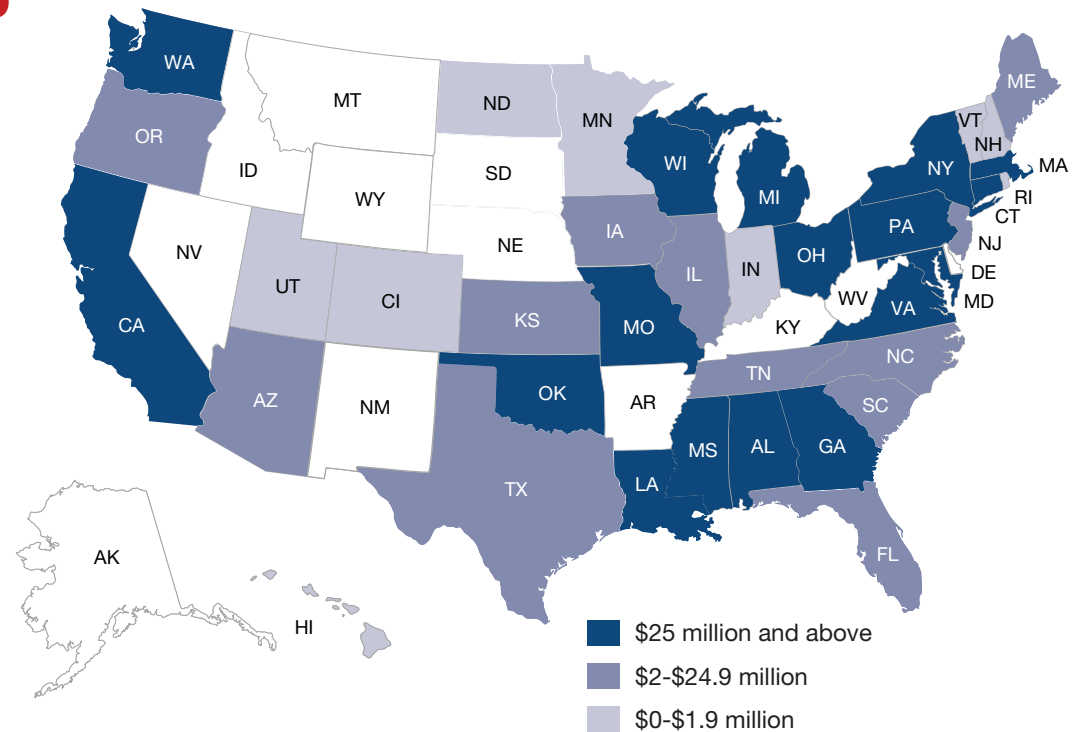 WA
MT
ND
MN
ME
VT
NH
OR
ID
SD
WI
MI
NY
MA
RI
CT
WY
NV
NE
IA
PA
NJ
UT
CI
IL
IN
OH
DE
MD
CA
KS
MO
KY
WV
VA
AZ
NM
OK
AR
TN
NC
SC
TX
LA
MS
AL
GA
FL
AK
HI
$25 million and above
$2-$24.9 million
$0-$1.9 million